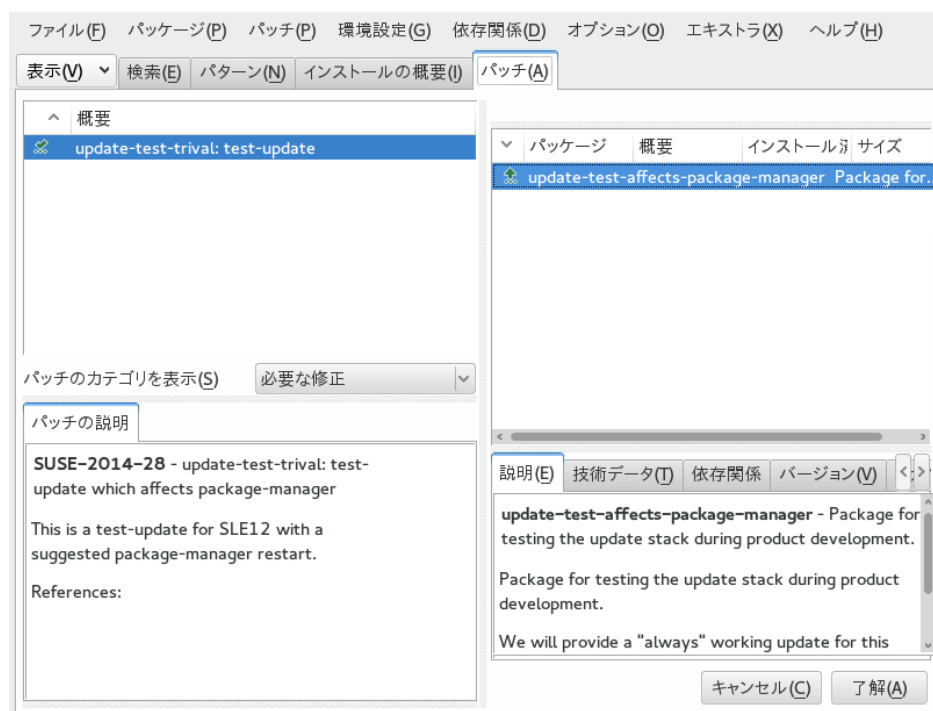 ファイル(F) パッケージ(P) パッチ(P) 環境設定(G) 依存関係(D) オプション(O) エキストラ(X) ヘルプ(H)
表示(V) 検索(E) パターン(N) インストールの概要(I) パッチ(A)
概要
update-test-trival: test-update
パッチのカテゴリを表示(S) 必要な修正
パッチの説明
SUSE-2014-28 - update-test-trival: test-
update which affects package-manager
This is a test-update for SLE12 with a
suggested package-manager restart.
References:
パッケージ 概要 インストール サイズ
update-test-affects-package-manager Package for...
説明(E) 技術データ(T) 依存関係 バージョン(V)
update-test-affects-package-manager - Package for
testing the update stack during product development.
Package for testing the update stack during product
development.
We will provide a "always" working update for this
キャンセル(C) 了解(A)